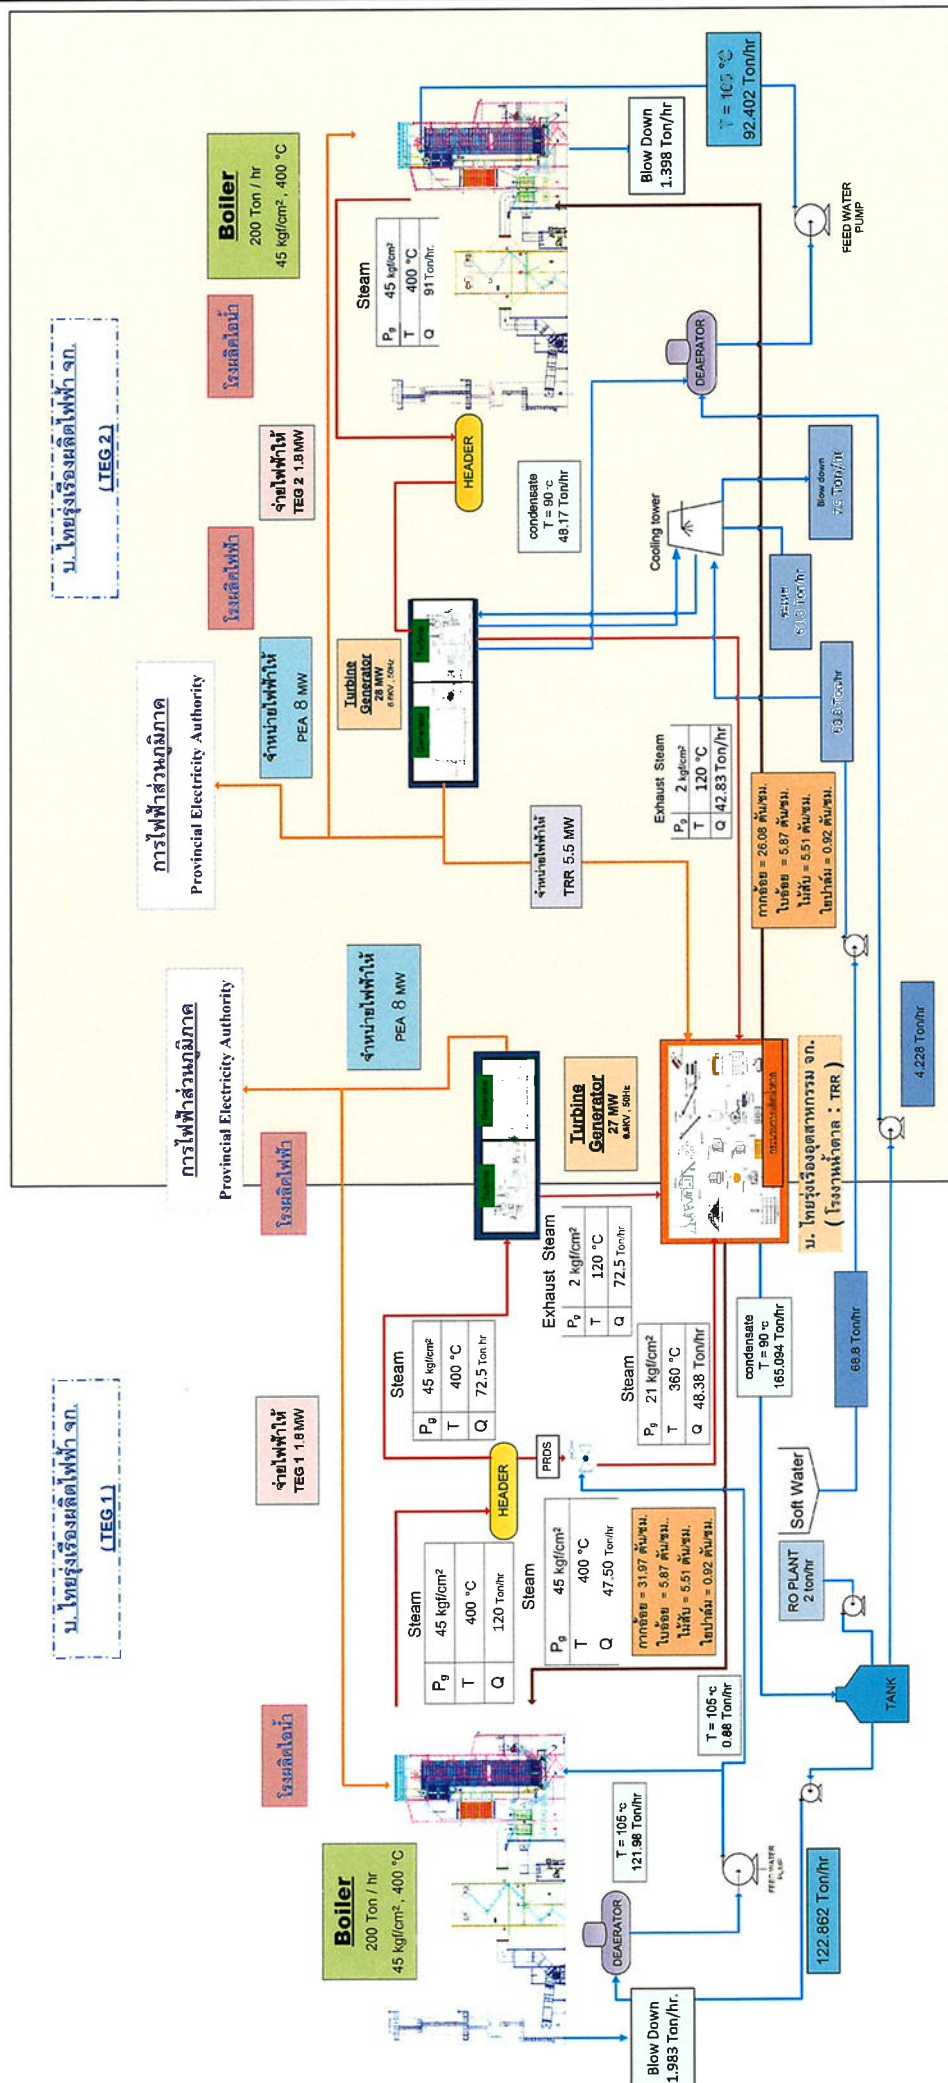 บ. ไทยรุ่งเรืองผลิตไฟฟ้า จก.
( TEG 1 )
บ. ไทยรุ่งเรืองผลิตไฟฟ้า จก.
( TEG 2 )
การไฟฟ้าส่วนภูมิภาค
Provincial Electricity Authority
การไฟฟ้าส่วนภูมิภาค
Provincial Electricity Authority
Boiler
200 Ton / hr
45 kgf/cm², 400 °C
โรงผลิตไอน้ำ
จ่ายไฟฟ้าให้
TEG 1 1.8 MW
โรงผลิตไฟฟ้า
จำหน่ายไฟฟ้าให้
PEA 8 MW
จำหน่ายไฟฟ้าให้
PEA 8 MW
โรงผลิตไฟฟ้า
จ่ายไฟฟ้าให้
TEG 2 1.8 MW
โรงผลิตไอน้ำ
Boiler
200 Ton / hr
45 kgf/cm², 400 °C
Steam
Pg 45 kgf/cm²
T 400 °C
Q 120 Ton/hr
HEADER
Steam
Pg 45 kgf/cm²
T 400 °C
Q 72.5 Ton hr
Turbine
Generator
Turbine
Generator
27 MW
6.6KV , 50Hz
Steam
Pg 45 kgf/cm²
T 400 °C
Q 47.50 Ton/hr
PRDS
Exhaust Steam
Pg 2 kgf/cm²
T 120 °C
Q 72.5 Ton/hr
Steam
Pg 21 kgf/cm²
T 360 °C
Q 48.38 Ton/hr
กากอ้อย = 31.97 ตัน/ชม.
ใบอ้อย = 5.87 ตัน/ชม..
ไม้สับ = 5.51 ตัน/ชม.
ใยปาล์ม = 0.92 ตัน/ชม.
T = 105 °c
121.98 Ton/hr
T = 105 °c
0.88 Ton/hr
DEAERATOR
FEED WATER
PUMP
Blow Down
1.983 Ton/hr.
122.862 Ton/hr
TANK
RO PLANT
2 ton/hr
Soft Water
68.8 Ton/hr
condensate
T = 90 °c
165.094 Ton/hr
บ. ไทยรุ่งเรืองอุตสาหกรรม จก.
( โรงงานน้ำตาล : TRR )
4.228 Ton/hr
จำหน่ายไฟฟ้าให้
TRR 5.5 MW
Generator
Turbine
Turbine
Generator
28 MW
6.6KV , 50Hz
Exhaust Steam
Pg 2 kgf/cm²
T 120 °C
Q 42.83 Ton/hr
กากอ้อย = 26.08 ตัน/ชม.
ใบอ้อย = 5.87 ตัน/ชม.
ไม้สับ = 5.51 ตัน/ชม.
ใยปาล์ม = 0.92 ตัน/ชม.
HEADER
Steam
Pg 45 kgf/cm²
T 400 °C
Q 91 Ton/hr.
condensate
T = 90 °c
48.17 Ton/hr
Cooling tower
Blow down
DEAERATOR
FEED WATER
PUMP
Blow Down
1.398 Ton/hr
92.402 Ton/hr